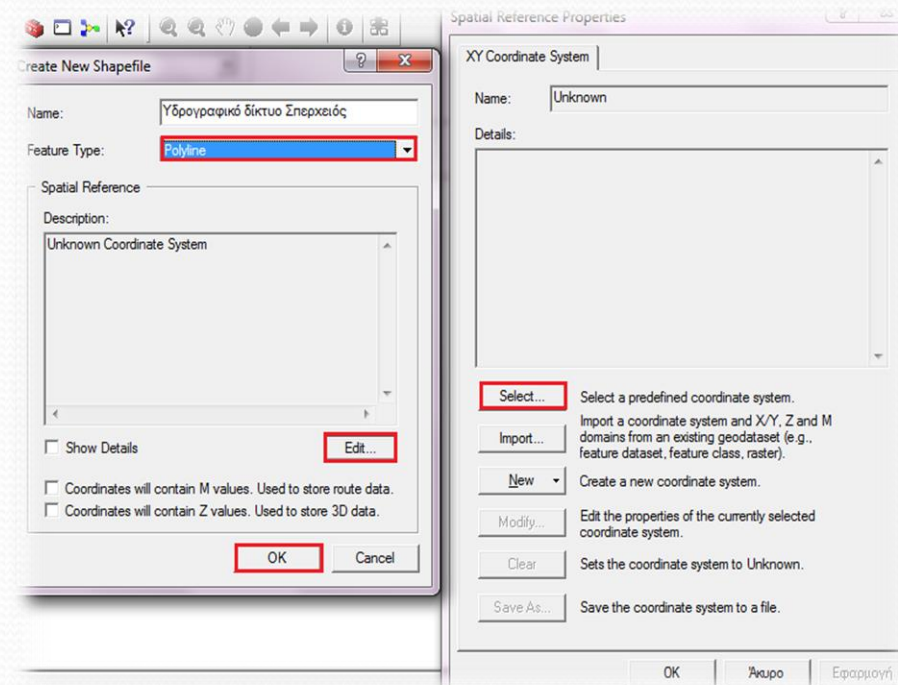 Create New Shapefile
Name:
Υδρογραφικό δίκτυο Σπερχειός
Feature Type:
Polyline
Spatial Reference
Description:
Unknown Coordinate System
Show Details
Edit...
Coordinates will contain M values. Used to store route data.
Coordinates will contain Z values. Used to store 3D data.
OK
Cancel
Spatial Reference Properties
XY Coordinate System
Name:
Unknown
Details:
Select...
Select a predefined coordinate system.
Import...
Import a coordinate system and X/Y, Z and M
domains from an existing geodataset (e.g.,
feature dataset, feature class, raster).
New
Create a new coordinate system.
Modify...
Edit the properties of the currently selected
coordinate system.
Clear
Sets the coordinate system to Unknown.
Save As...
Save the coordinate system to a file.
OK
Άκυρο
Εφαρμογή